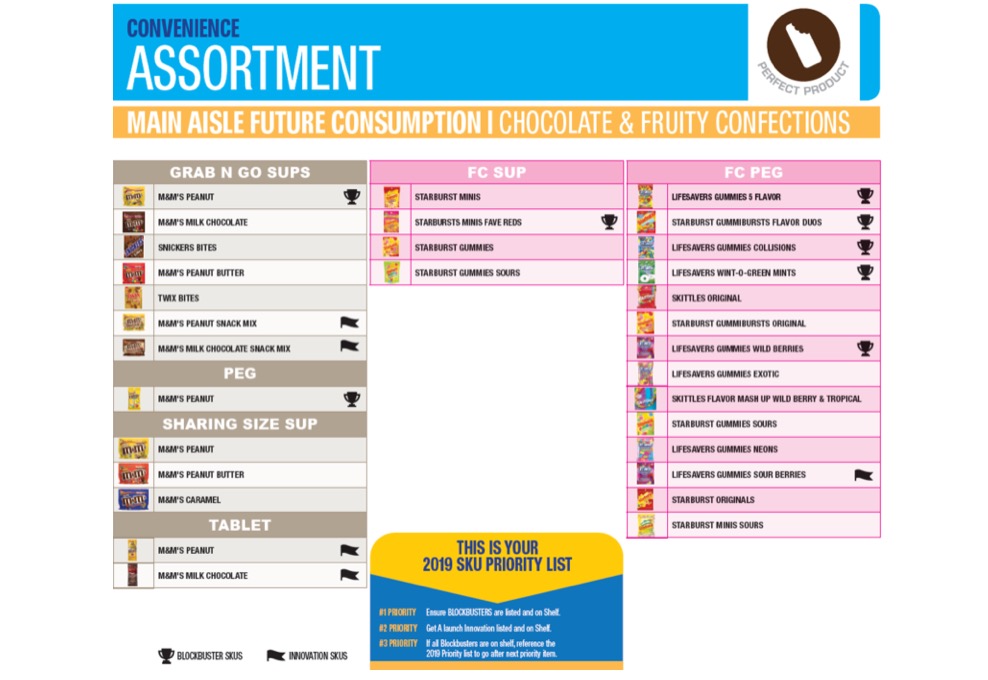 CONVENIENCE
ASSORTMENT
PERFECT PRODUCT
MAIN AISLE FUTURE CONSUMPTION | CHOCOLATE & FRUITY CONFECTIONS
GRAB N GO SUPS
M&M'S PEANUT
M&M'S MILK CHOCOLATE
SNICKERS BITES
M&M'S PEANUT BUTTER
TWIX BITES
M&M'S PEANUT SNACK MIX
M&M'S MILK CHOCOLATE SNACK MIX
PEG
M&M'S PEANUT
SHARING SIZE SUP
M&M'S PEANUT
M&M'S PEANUT BUTTER
M&M'S CARAMEL
TABLET
M&M'S PEANUT
M&M'S MILK CHOCOLATE
BLOCKBUSTER SKUS
INNOVATION SKUS
FC SUP
STARBURST MINIS
STARBURSTS MINIS FAVE REDS
STARBURST GUMMIES
STARBURST GUMMIES SOURS
THIS IS YOUR
2019 SKU PRIORITY LIST
#1 PRIORITY Ensure BLOCKBUSTERS are listed and on Shelf.
#2 PRIORITY Get A launch Innovation listed and on Shelf.
#3 PRIORITY If all Blockbusters are on shelf, reference the
2019 Priority list to go after next priority item.
FC PEG
LIFESAVERS GUMMIES 5 FLAVOR
STARBURST GUMMIBURSTS FLAVOR DUOS
LIFESAVERS GUMMIES COLLISIONS
LIFESAVERS WINT-O-GREEN MINTS
SKITTLES ORIGINAL
STARBURST GUMMIBURSTS ORIGINAL
LIFESAVERS GUMMIES WILD BERRIES
LIFESAVERS GUMMIES EXOTIC
SKITTLES FLAVOR MASH UP WILD BERRY & TROPICAL
STARBURST GUMMIES SOURS
LIFESAVERS GUMMIES NEONS
LIFESAVERS GUMMIES SOUR BERRIES
STARBURST ORIGINALS
STARBURST MINIS SOURS